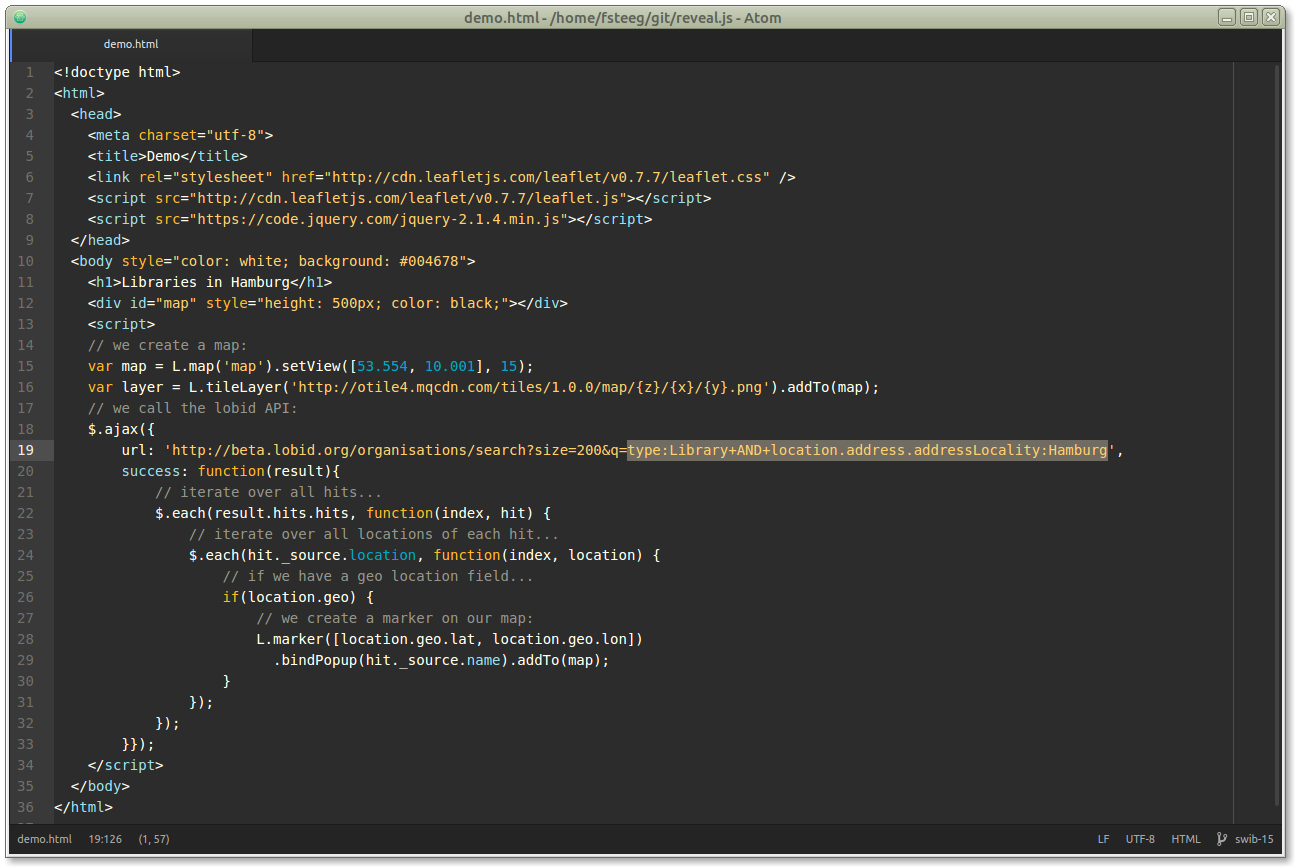 demo.html - /home/fsteeg/git/reveal.js - Atom
demo.html
1 <!doctype html>
2 <html>
3   <head>
4     <meta charset="utf-8">
5     <title>Demo</title>
6     <link rel="stylesheet" href="http://cdn.leafletjs.com/leaflet/v0.7.7/leaflet.css" />
7     <script src="http://cdn.leafletjs.com/leaflet/v0.7.7/leaflet.js"></script>
8     <script src="https://code.jquery.com/jquery-2.1.4.min.js"></script>
9   </head>
10   <body style="color: white; background: #004678">
11     <h1>Libraries in Hamburg</h1>
12     <div id="map" style="height: 500px; color: black;"></div>
13     <script>
14     // we create a map:
15     var map = L.map('map').setView([53.554, 10.001], 15);
16     var layer = L.tileLayer('http://otile4.mqcdn.com/tiles/1.0.0/map/{z}/{x}/{y}.png').addTo(map);
17     // we call the lobid API:
18     $.ajax({
19         url: 'http://beta.lobid.org/organisations/search?size=200&q=type:Library+AND+location.address.addressLocality:Hamburg',
20         success: function(result){
21             // iterate over all hits...
22             $.each(result.hits.hits, function(index, hit) {
23                 // iterate over all locations of each hit...
24                 $.each(hit._source.location, function(index, location) {
25                     // if we have a geo location field...
26                     if(location.geo) {
27                         // we create a marker on our map:
28                         L.marker([location.geo.lat, location.geo.lon])
29                           .bindPopup(hit._source.name).addTo(map);
30                     }
31                 });
32             });
33         }});
34     </script>
35   </body>
36 </html>
demo.html 19:126 (1, 57) LF UTF-8 HTML swib-15